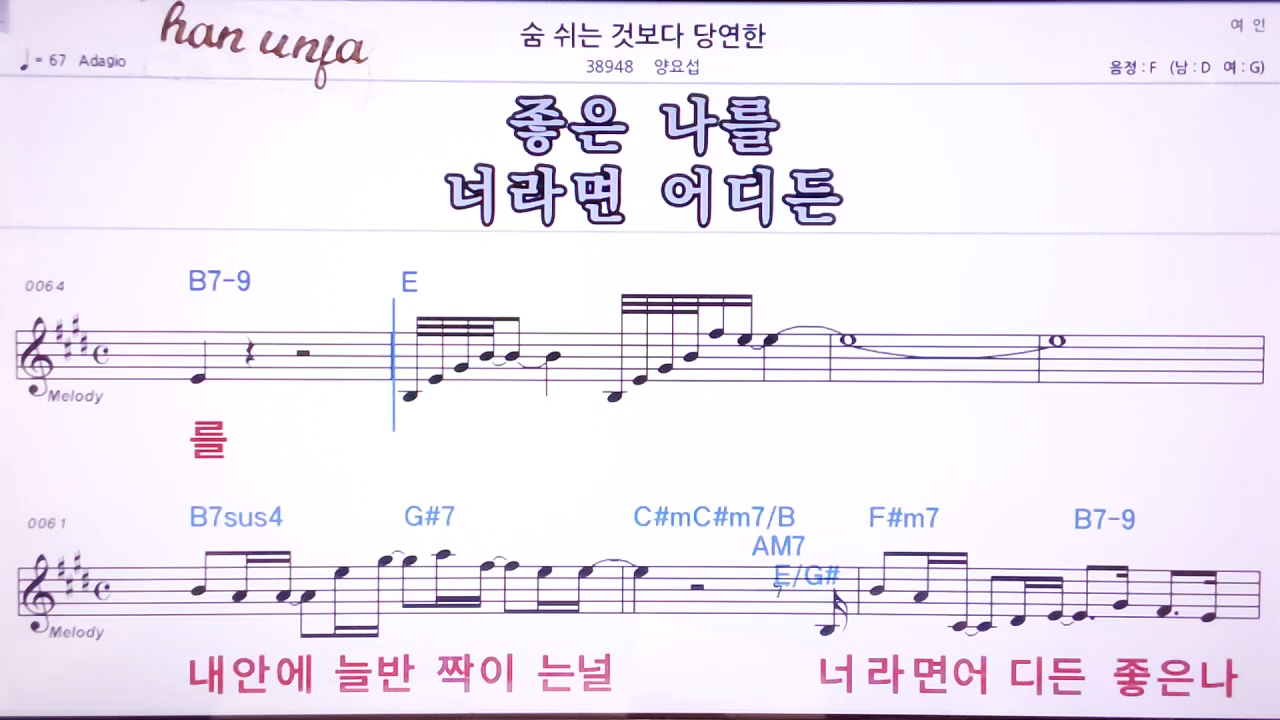 han unfa
숨 쉬는 것보다 당연한
여 인
♩= 67 Adagio
38948 양요섭
음정 : F (남 : D 여 : G)
좋은 나를
너라면 어디든
0064
B7-9 E
Melody
를
0061
B7sus4 G#7 C#mC#m7/B F#m7 B7-9
AM7
E/G#
Melody
내안에 늘반 짝이 는널 너라면어 디든 좋은나